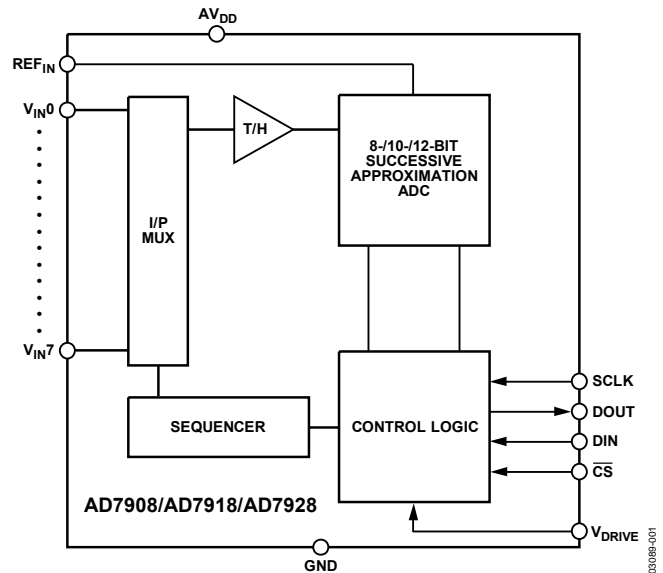 AVDD
REFIN
VIN0
T/H
8-/10-/12-BIT
SUCCESSIVE
APPROXIMATION
ADC
I/P
MUX
VIN7
SCLK
DOUT
DIN
CS
SEQUENCER
CONTROL LOGIC
AD7908/AD7918/AD7928
VDRIVE
GND
03089-001